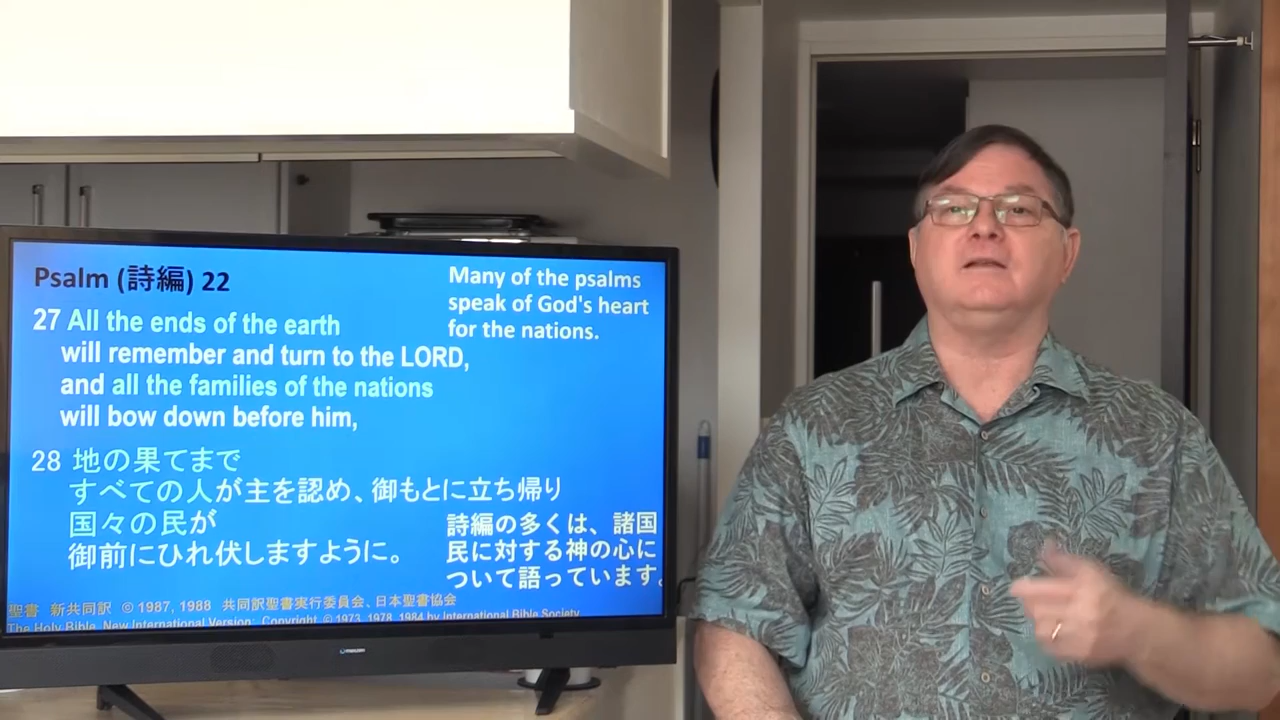 Psalm (詩編) 22
Many of the psalms
speak of God's heart
for the nations.
27 All the ends of the earth
will remember and turn to the LORD,
and all the families of the nations
will bow down before him,
28 地の果てまで
すべての人が主を認め、御もとに立ち帰り
国々の民が
御前にひれ伏しますように。
詩編の多くは、諸国
民に対する神の心に
ついて語っています。
聖書 新共同訳 © 1987, 1988 共同訳聖書実行委員会、日本聖書協会
The Holy Bible, New International Version; Copyright © 1973, 1978, 1984 by International Bible Society